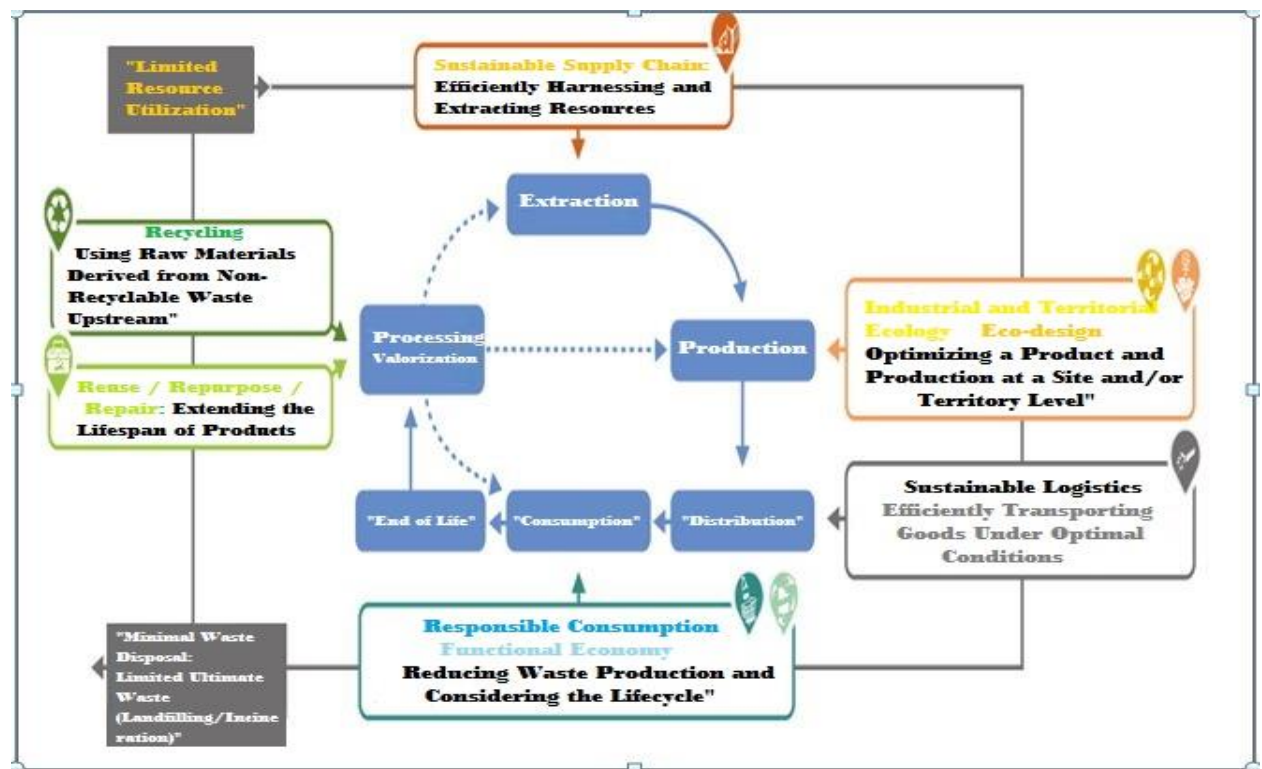 "Limited
Resource
Utilization"
Sustainable Supply Chain:
Efficiently Harnessing and
Extracting Resources
Extraction
Recycling
Using Raw Materials
Derived from Non-
Recyclable Waste
Upstream"
Processing
Valorization
Production
Industrial and Territorial
Ecology Eco-design
Optimizing a Product and
Production at a Site and/or
Territory Level"
Reuse / Repurpose /
Repair: Extending the
Lifespan of Products
"End of Life"
"Consumption"
"Distribution"
Sustainable Logistics
Efficiently Transporting
Goods Under Optimal
Conditions
"Minimal Waste
Disposal:
Limited Ultimate
Waste
(Landfilling/Incine
ration)"
Responsible Consumption
Functional Economy
Reducing Waste Production and
Considering the Lifecycle"